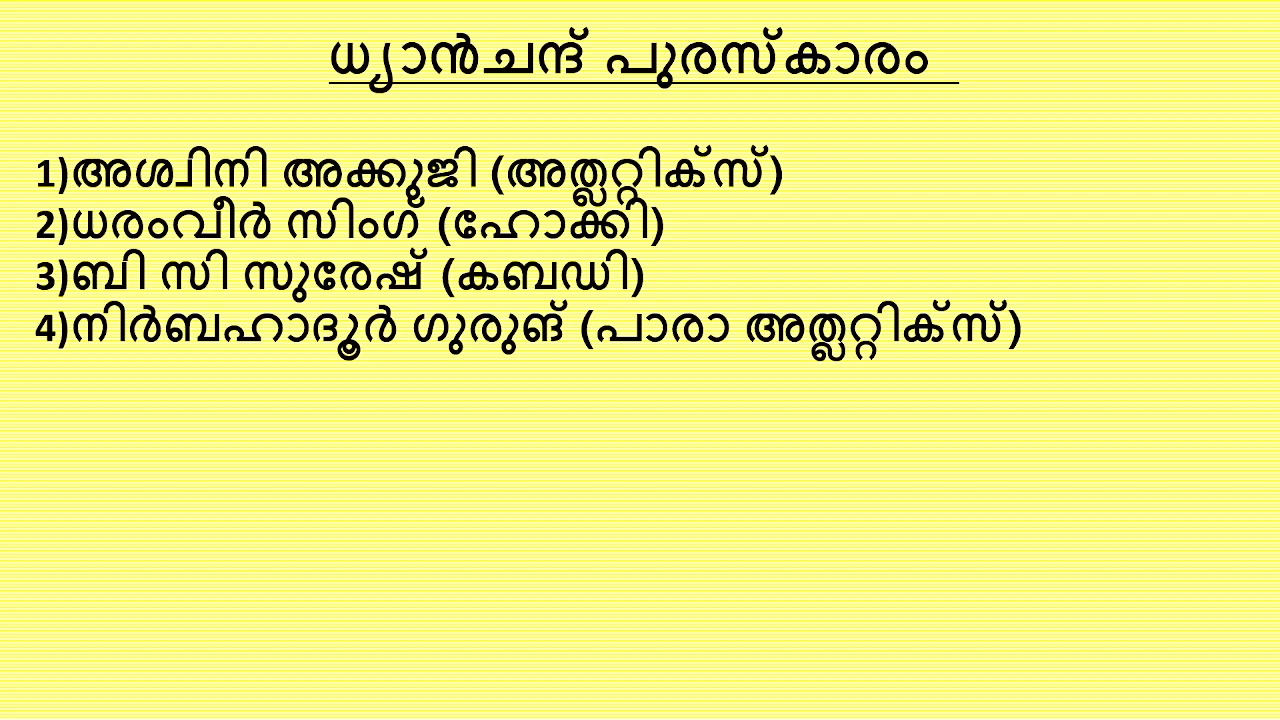 ധ്യാൻചന്ദ് പുരസ്കാരം
1)അശ്വിനി അക്കുജി (അത്ലറ്റിക്സ്)
2)ധരംവീർ സിംഗ് (ഹോക്കി)
3)ബി സി സുരേഷ് (കബഡി)
4)നിർബഹാദൂർ ഗുരുങ് (പാരാ അത്ലറ്റിക്സ്)